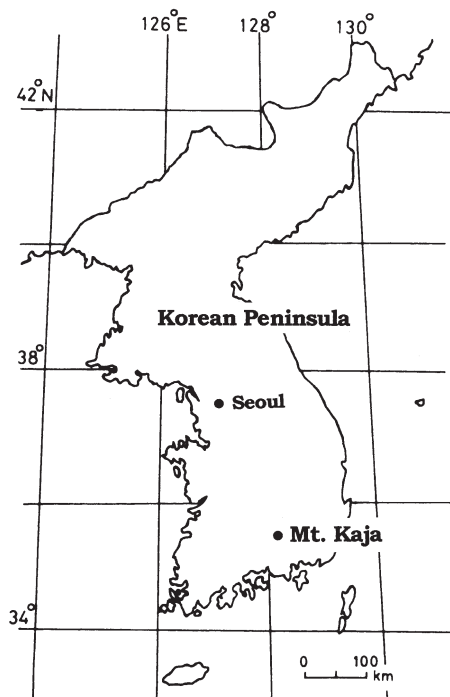 126°E 128° 130°
42°N
Korean Peninsula
38°
Seoul
Mt. Kaja
34°
0 100
km